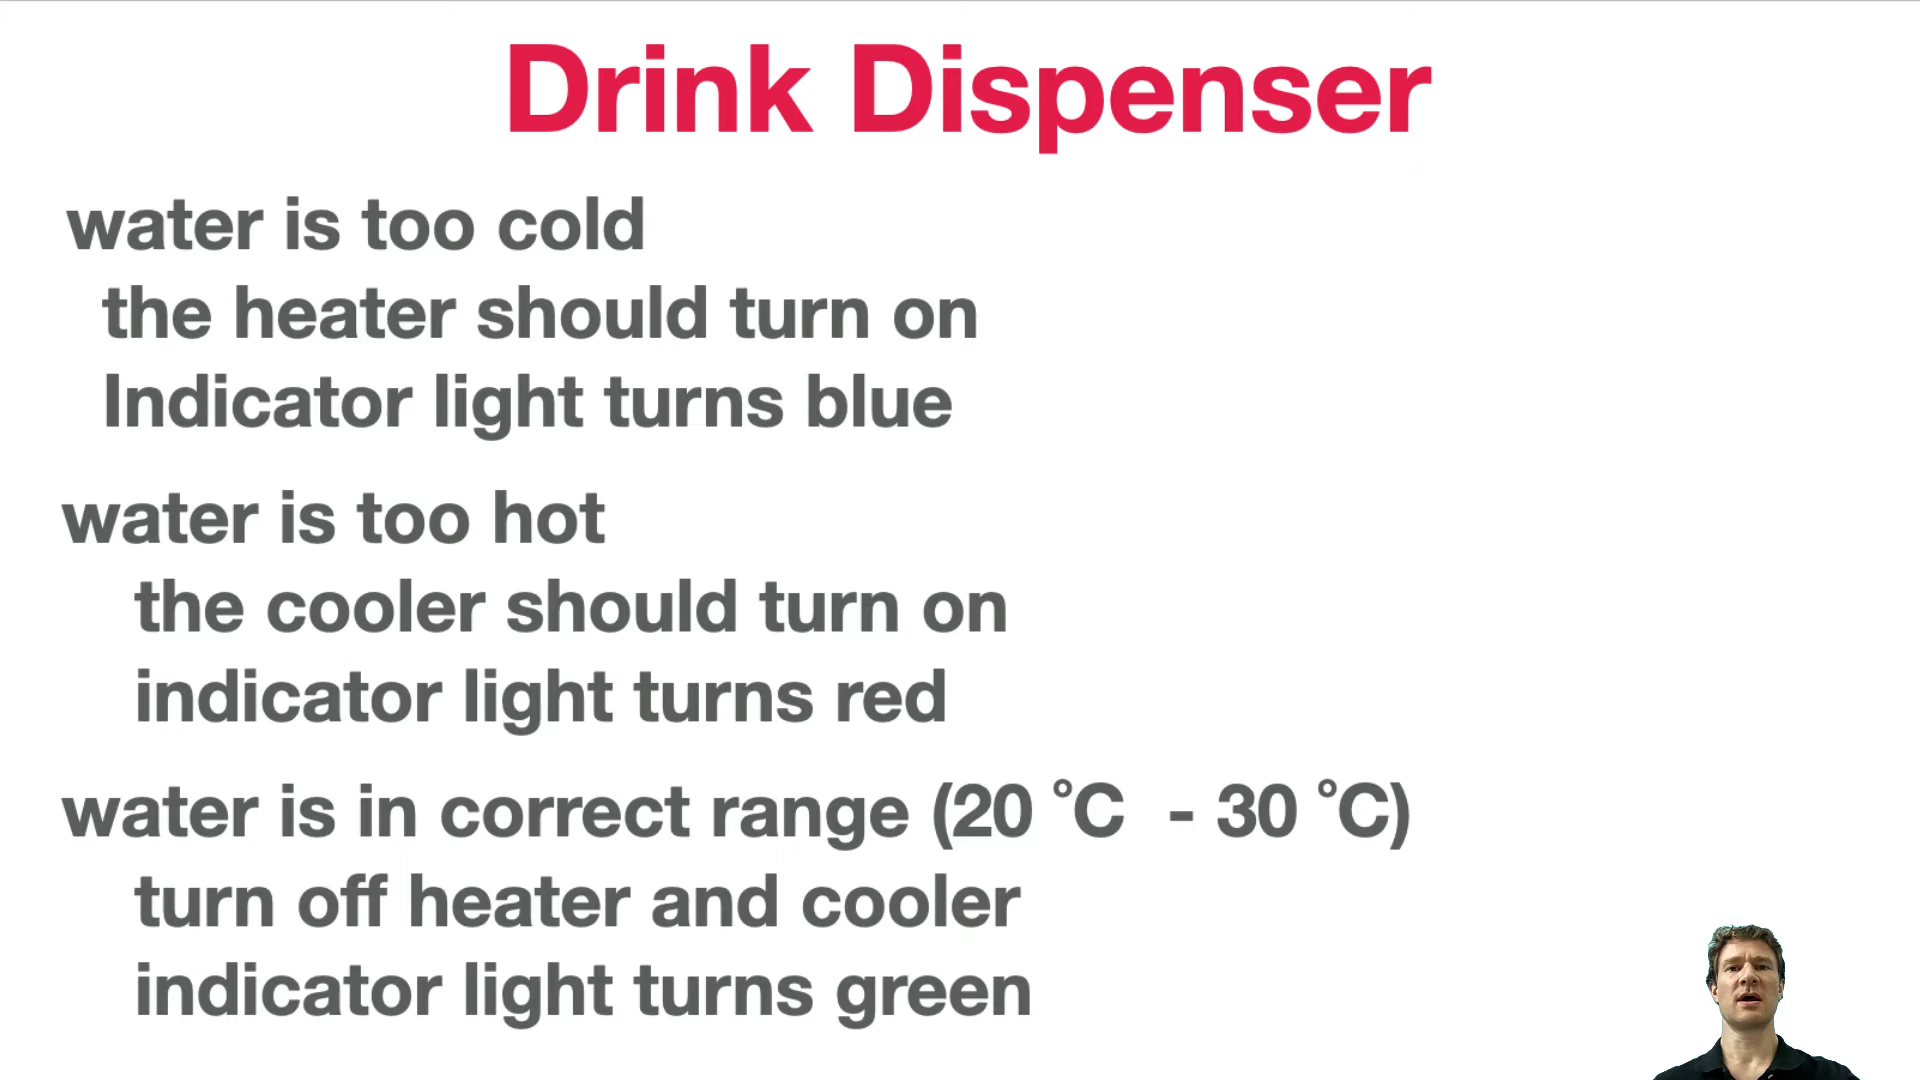 Drink Dispenser
water is too cold
the heater should turn on
Indicator light turns blue
water is too hot
the cooler should turn on
indicator light turns red
water is in correct range (20 °C - 30 °C)
turn off heater and cooler
indicator light turns green